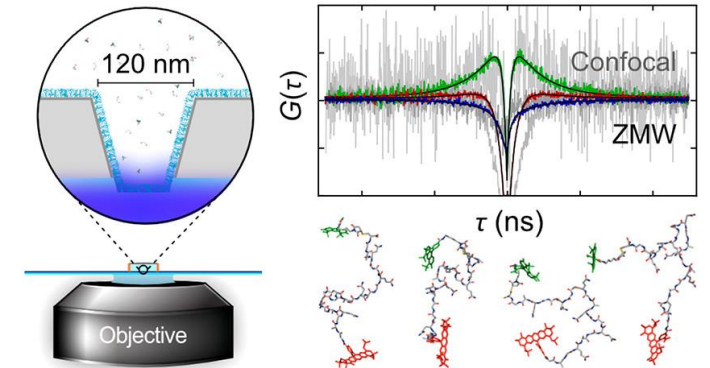 120 nm
Objective
G(τ)
Confocal
ZMW
τ (ns)